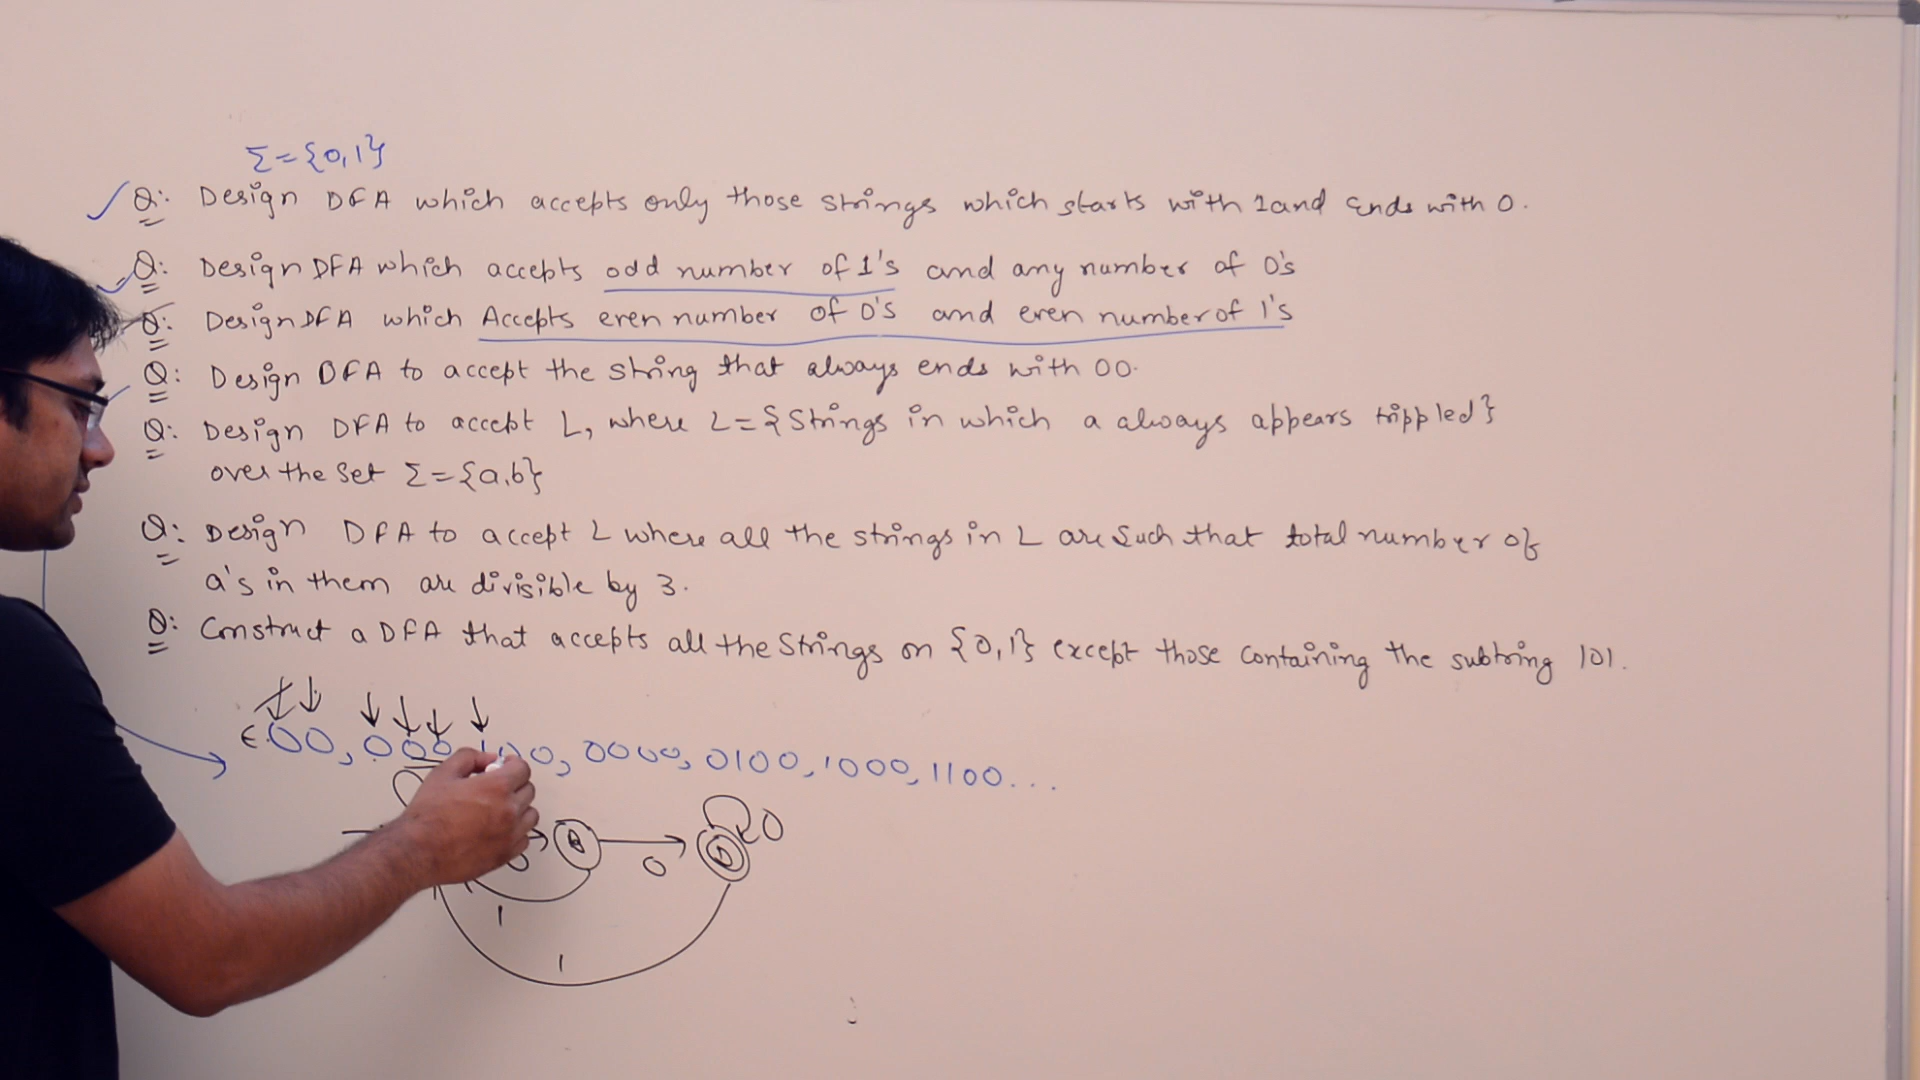 Σ={0,1}
Q: Design DFA which accepts only those strings which starts with 1 and Ends with 0.
Q: Design DFA which accepts odd number of 1's and any number of 0's
Q: Design DFA which Accepts even number of 0's and even number of 1's
Q: Design DFA to accept the string that always ends with 00.
Q: Design DFA to accept L, where L={Strings in which a always appears trippled}
over the set Σ={a,b}
Q: Design DFA to accept L where all the strings in L are such that total number of
a's in them are divisible by 3.
Q: Construct a DFA that accepts all the strings on {0,1} except those containing the substring 101.
ϵ.00, 000, 100, 0000, 0100, 1000, 1100...
0
0
0
1
1